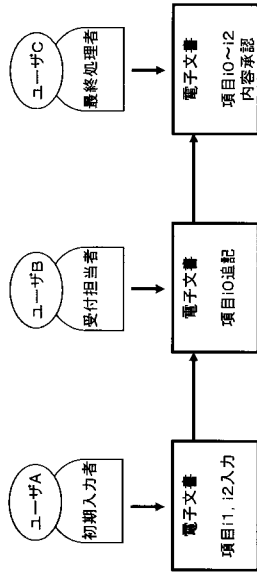 ユーザA
初期入力者
電子文書
項目i1, i2入力
ユーザB
受付担当者
電子文書
項目i0追記
ユーザC
最終処理者
電子文書
項目i0～i2
内容承認